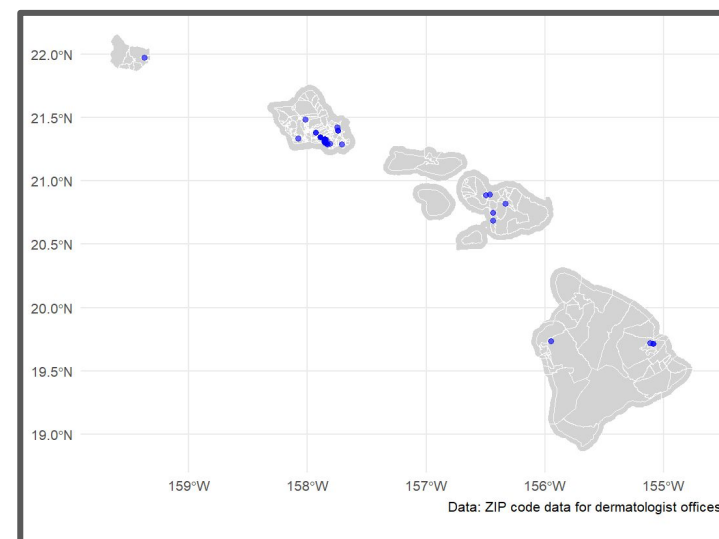 22.0°N
21.5°N
21.0°N
20.5°N
20.0°N
19.5°N
19.0°N
159°W 158°W 157°W 156°W 155°W
Data: ZIP code data for dermatologist offices